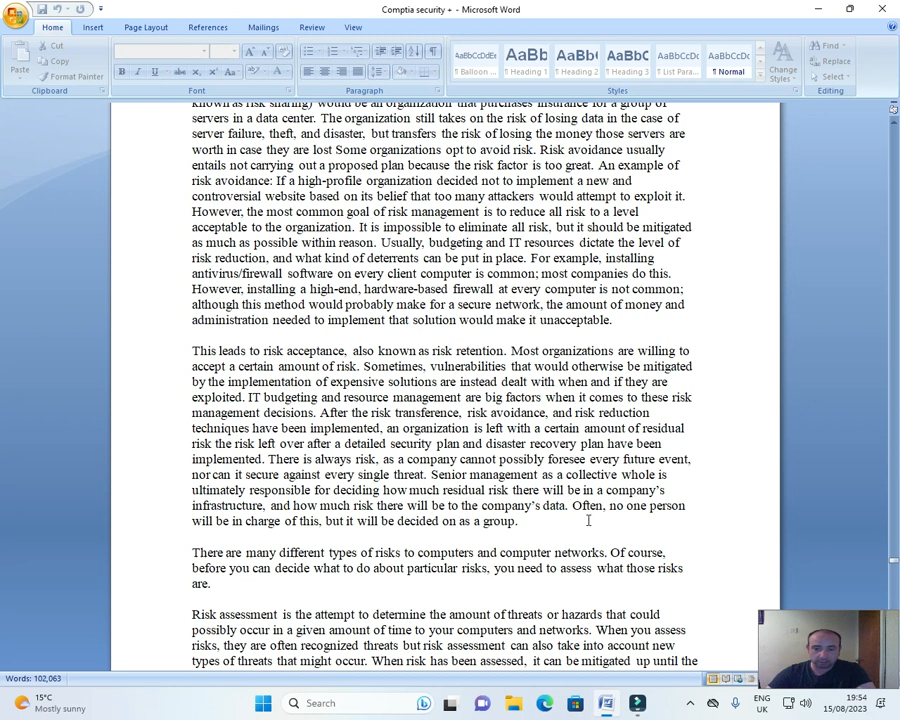 Comptia security + - Microsoft Word
Home Insert Page Layout References Mailings Review View
Paste
Cut
Copy
Format Painter
Clipboard
Font
Paragraph
AaBbCcDdE AaBb AaBb AaBbC AaBbCcDd AaBbCcDd
¶ Balloon ... ¶ Heading 1 ¶ Heading 2 ¶ Heading 3 ¶ List Para... ¶ Normal
Change
Styles
Styles
Find
Replace
Select
Editing
known as risk sharing) would be an organization that purchases insurance for a group of
servers in a data center. The organization still takes on the risk of losing data in the case of
server failure, theft, and disaster, but transfers the risk of losing the money those servers are
worth in case they are lost Some organizations opt to avoid risk. Risk avoidance usually
entails not carrying out a proposed plan because the risk factor is too great. An example of
risk avoidance: If a high-profile organization decided not to implement a new and
controversial website based on its belief that too many attackers would attempt to exploit it.
However, the most common goal of risk management is to reduce all risk to a level
acceptable to the organization. It is impossible to eliminate all risk, but it should be mitigated
as much as possible within reason. Usually, budgeting and IT resources dictate the level of
risk reduction, and what kind of deterrents can be put in place. For example, installing
antivirus/firewall software on every client computer is common; most companies do this.
However, installing a high-end, hardware-based firewall at every computer is not common;
although this method would probably make for a secure network, the amount of money and
administration needed to implement that solution would make it unacceptable.
This leads to risk acceptance, also known as risk retention. Most organizations are willing to
accept a certain amount of risk. Sometimes, vulnerabilities that would otherwise be mitigated
by the implementation of expensive solutions are instead dealt with when and if they are
exploited. IT budgeting and resource management are big factors when it comes to these risk
management decisions. After the risk transference, risk avoidance, and risk reduction
techniques have been implemented, an organization is left with a certain amount of residual
risk the risk left over after a detailed security plan and disaster recovery plan have been
implemented. There is always risk, as a company cannot possibly foresee every future event,
nor can it secure against every single threat. Senior management as a collective whole is
ultimately responsible for deciding how much residual risk there will be in a company’s
infrastructure, and how much risk there will be to the company’s data. Often, no one person
will be in charge of this, but it will be decided on as a group.
There are many different types of risks to computers and computer networks. Of course,
before you can decide what to do about particular risks, you need to assess what those risks
are.
Risk assessment is the attempt to determine the amount of threats or hazards that could
possibly occur in a given amount of time to your computers and networks. When you assess
risks, they are often recognized threats but risk assessment can also take into account new
types of threats that might occur. When risk has been assessed, it can be mitigated up until the
Words: 102,063
15°C
Mostly sunny
Search
ENG
UK
19:54
15/08/2023